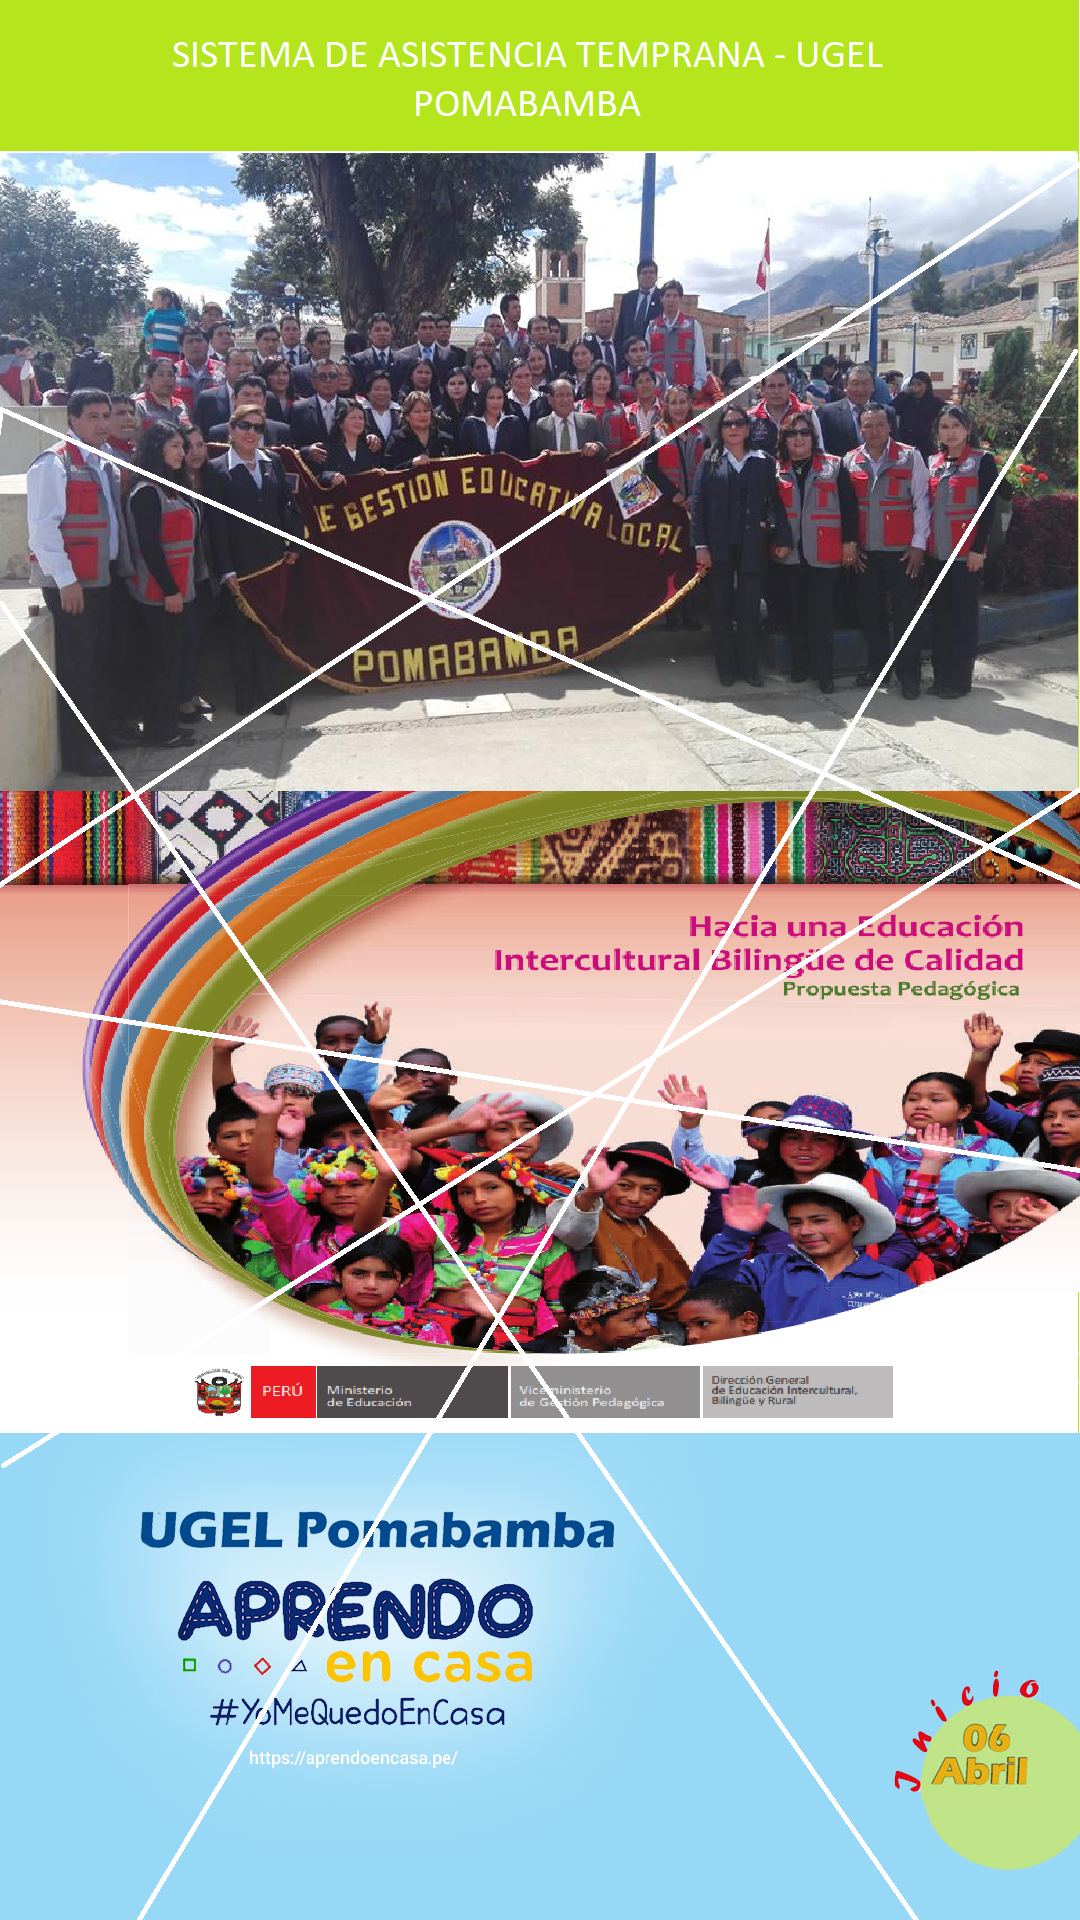 SISTEMA DE ASISTENCIA TEMPRANA - UGEL
POMABAMBA
DE GESTION EDUCATIVA LOCAL
POMABAMBA
Hacia una Educación
Intercultural Bilingüe de Calidad
Propuesta Pedagógica
PERÚ
Ministerio
de Educación
Viceministerio
de Gestión Pedagógica
Dirección General
de Educación Intercultural,
Bilingüe y Rural
UGEL Pomabamba
APRENDO
en casa
#YoMeQuedoEnCasa
https://aprendoencasa.pe/
Inicio
06
Abril